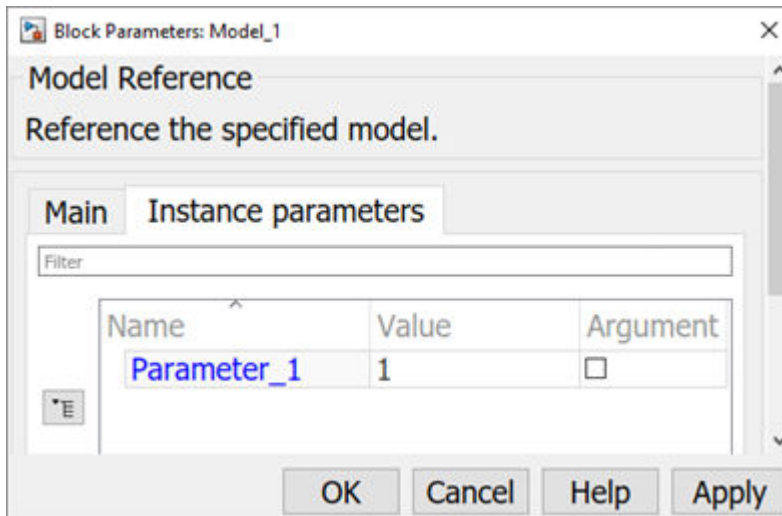 Block Parameters: Model_1
Model Reference
Reference the specified model.
Main Instance parameters
Filter
Name Value Argument
Parameter_1 1
OK Cancel Help Apply